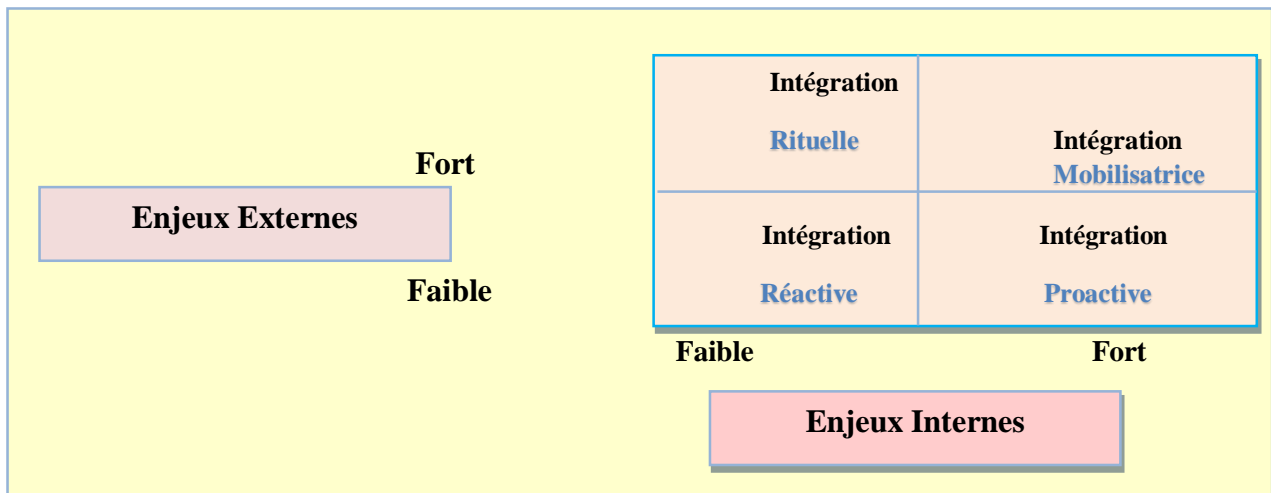 Intégration
Rituelle
Intégration
Mobilisatrice
Fort
Enjeux Externes
Faible
Intégration
Réactive
Intégration
Proactive
Faible
Fort
Enjeux Internes